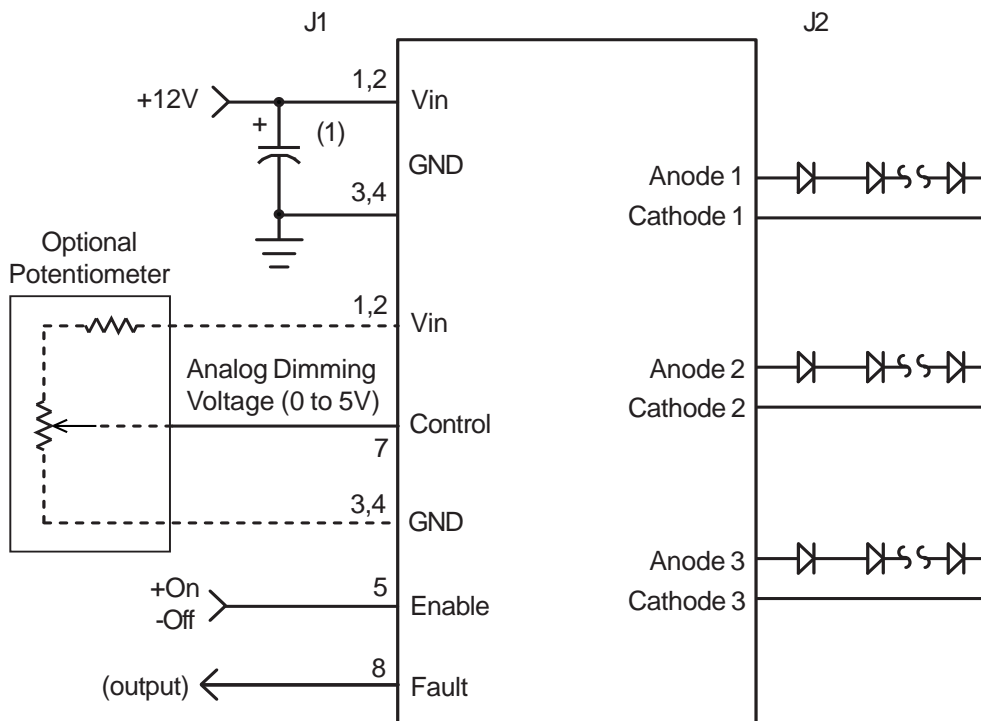 J1
J2
1,2
+12V
Vin
+
(1)
GND
3,4
Anode 1
Cathode 1
Optional
Potentiometer
1,2
Vin
Analog Dimming
Voltage (0 to 5V)
Control
7
Anode 2
Cathode 2
3,4
GND
Anode 3
Cathode 3
+On
-Off
5
Enable
8
(output)
Fault